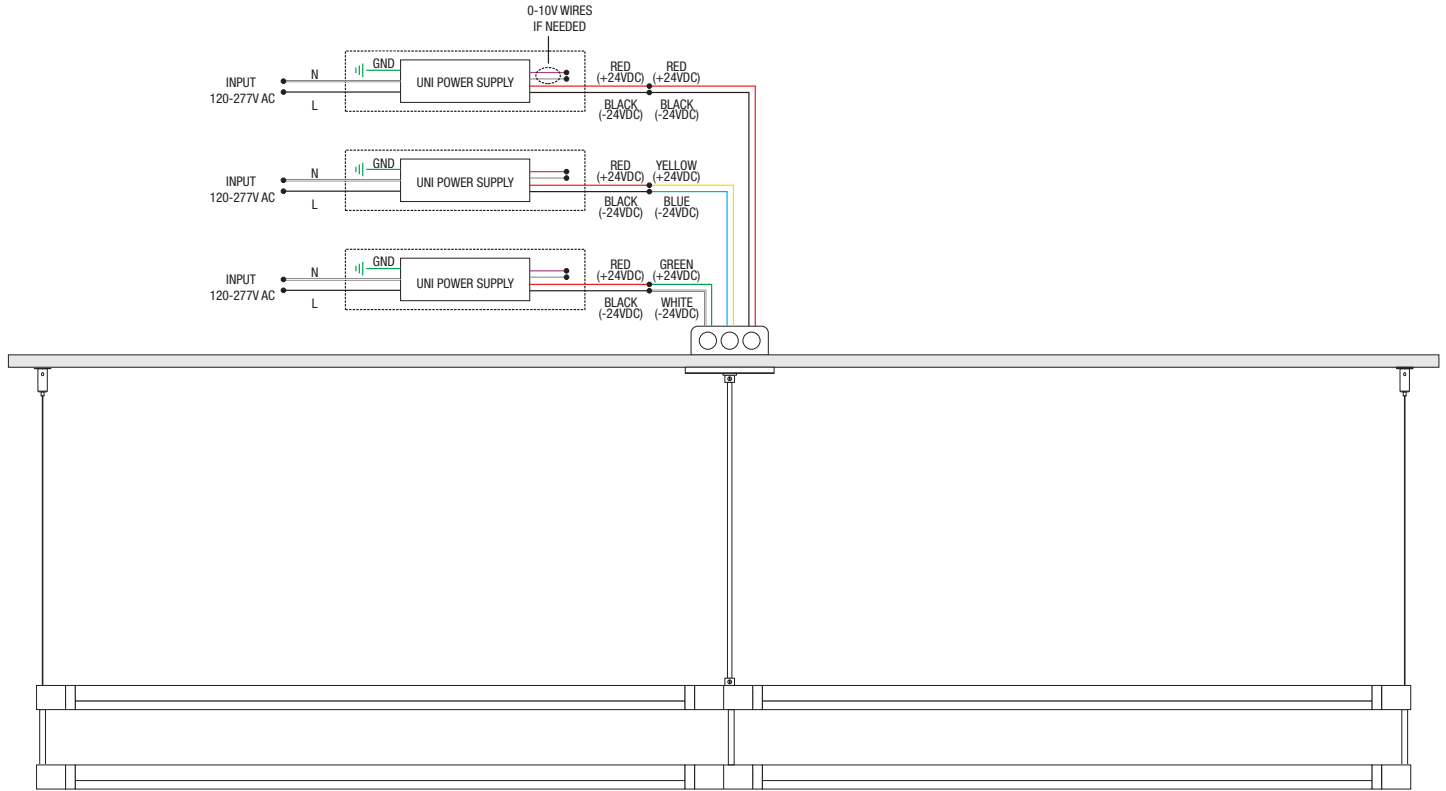 0-10V WIRES
IF NEEDED
GND
N
INPUT
120-277V AC
L
UNI POWER SUPPLY
RED
(+24VDC)
RED
(+24VDC)
BLACK
(-24VDC)
BLACK
(-24VDC)
GND
N
INPUT
120-277V AC
L
UNI POWER SUPPLY
RED
(+24VDC)
YELLOW
(+24VDC)
BLACK
(-24VDC)
BLUE
(-24VDC)
GND
N
INPUT
120-277V AC
L
UNI POWER SUPPLY
RED
(+24VDC)
GREEN
(+24VDC)
BLACK
(-24VDC)
WHITE
(-24VDC)